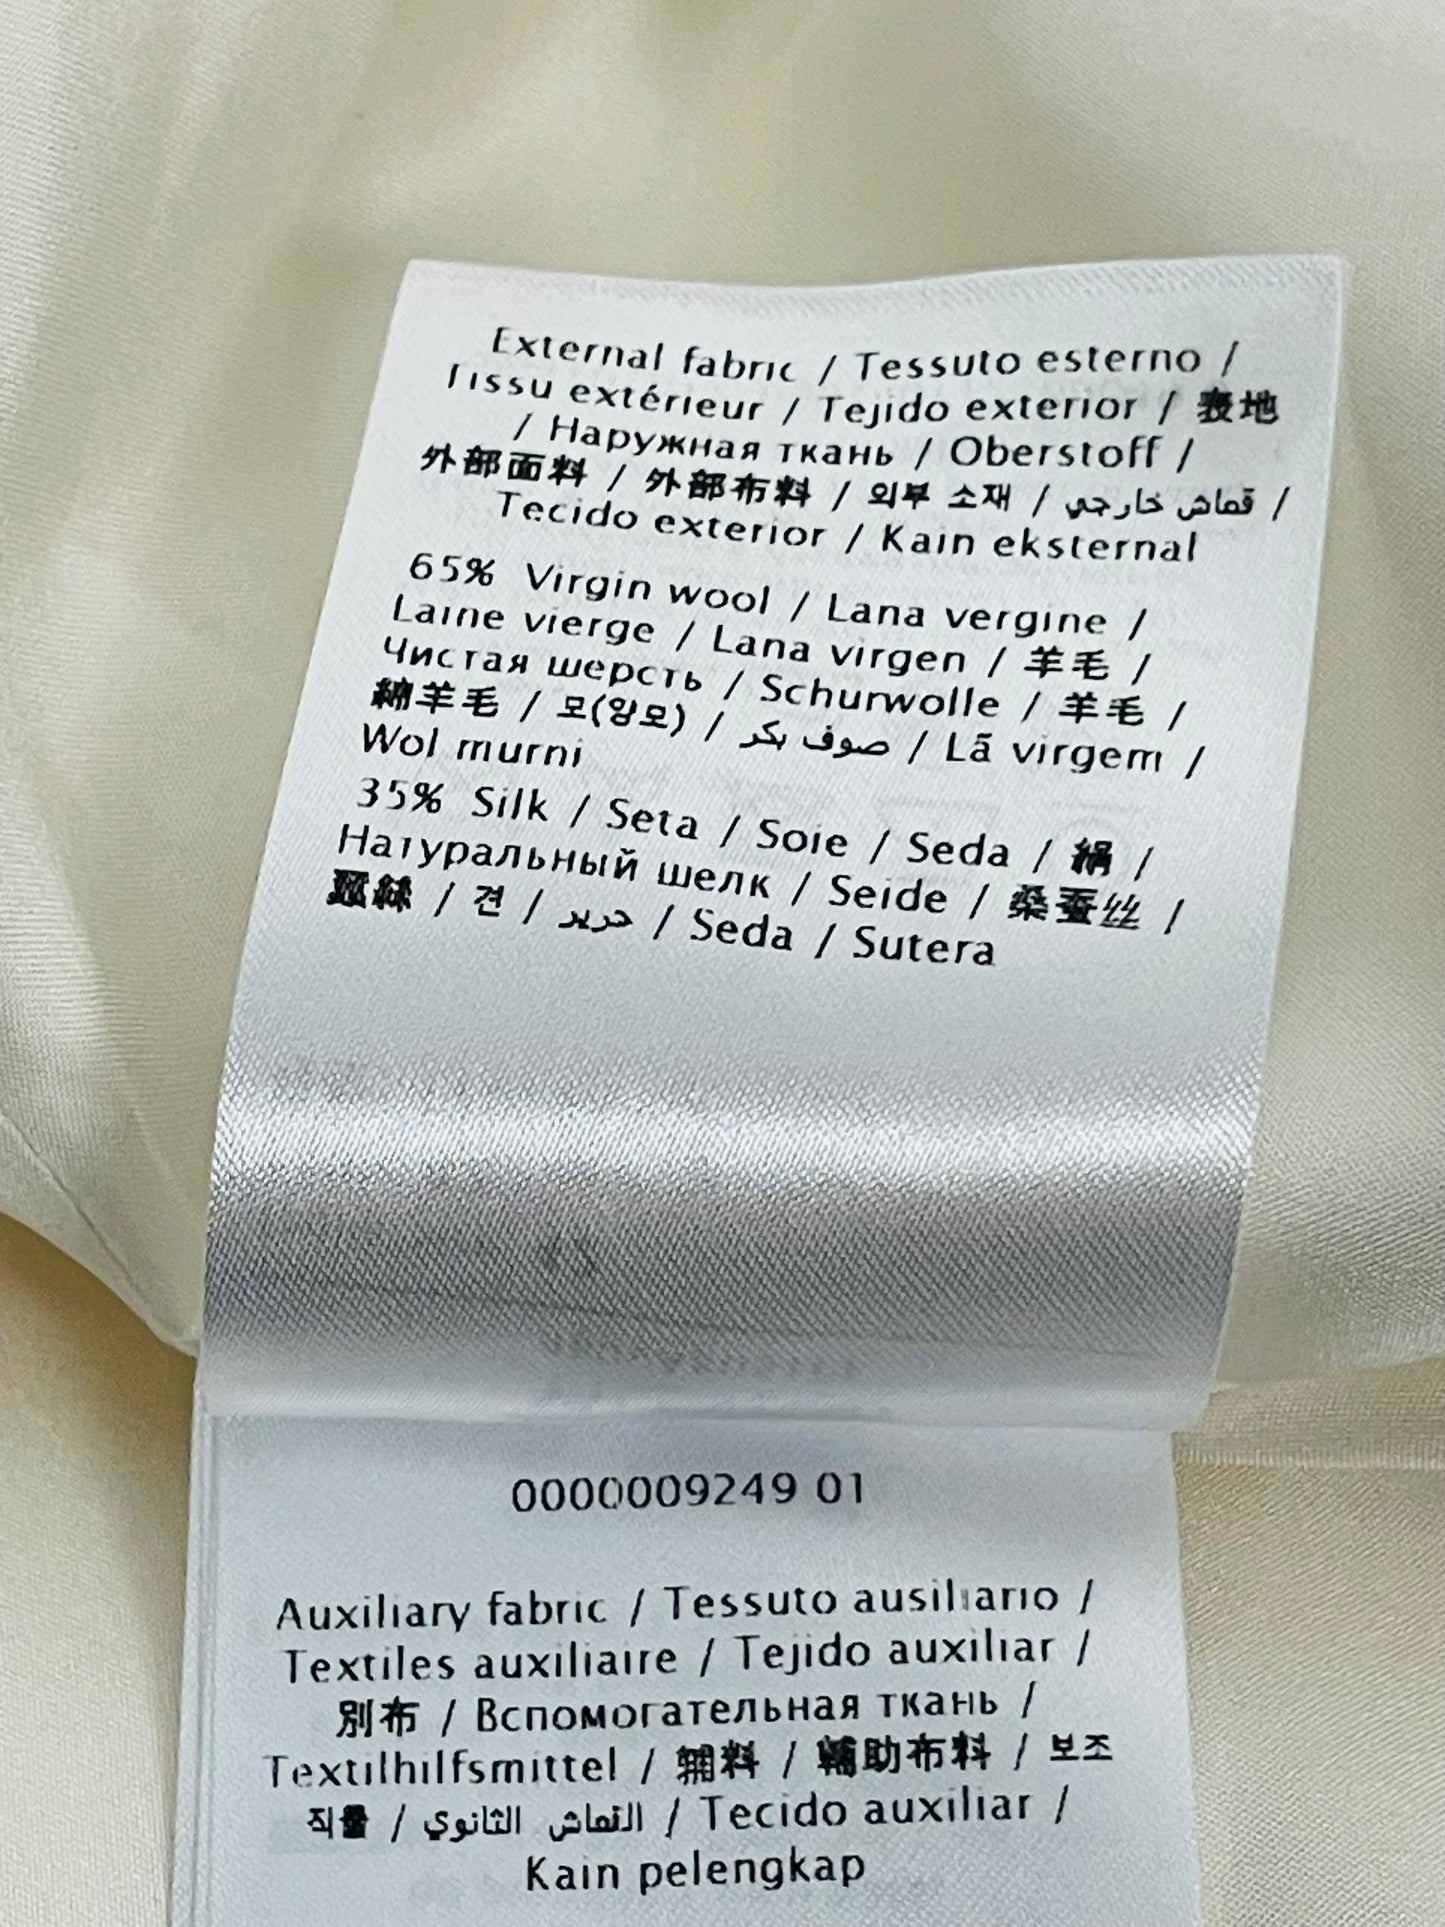 External fabric / Tessuto esterno /
Tissu extérieur / Tejido exterior / 表地
/ Наружная ткань / Oberstoff /
外部面料 / 外部布料 / 외부 소재 / قماش خارجي /
Tecido exterior / Kain eksternal
65% Virgin wool / Lana vergine /
Laine vierge / Lana virgen / 羊毛 /
Чистая шерсть / Schurwolle / 羊毛 /
綿羊毛 / 모(양모) / صوف بكر / Lã virgem /
Wol murni
35% Silk / Seta / Soie / Seda / 絹 /
Натуральный шелк / Seide / 桑蚕丝 /
/ 견 / حرير / Seda / Sutera
0000009249 01
Auxiliary fabric / Tessuto ausiliario /
Textiles auxiliaire / Tejido auxiliar /
別布 / Вспомогательная ткань /
Textilhilfsmittel / 辅料 / 輔助布料 / 보조
직물 / القماش الثانوي / Tecido auxiliar /
Kain pelengkap